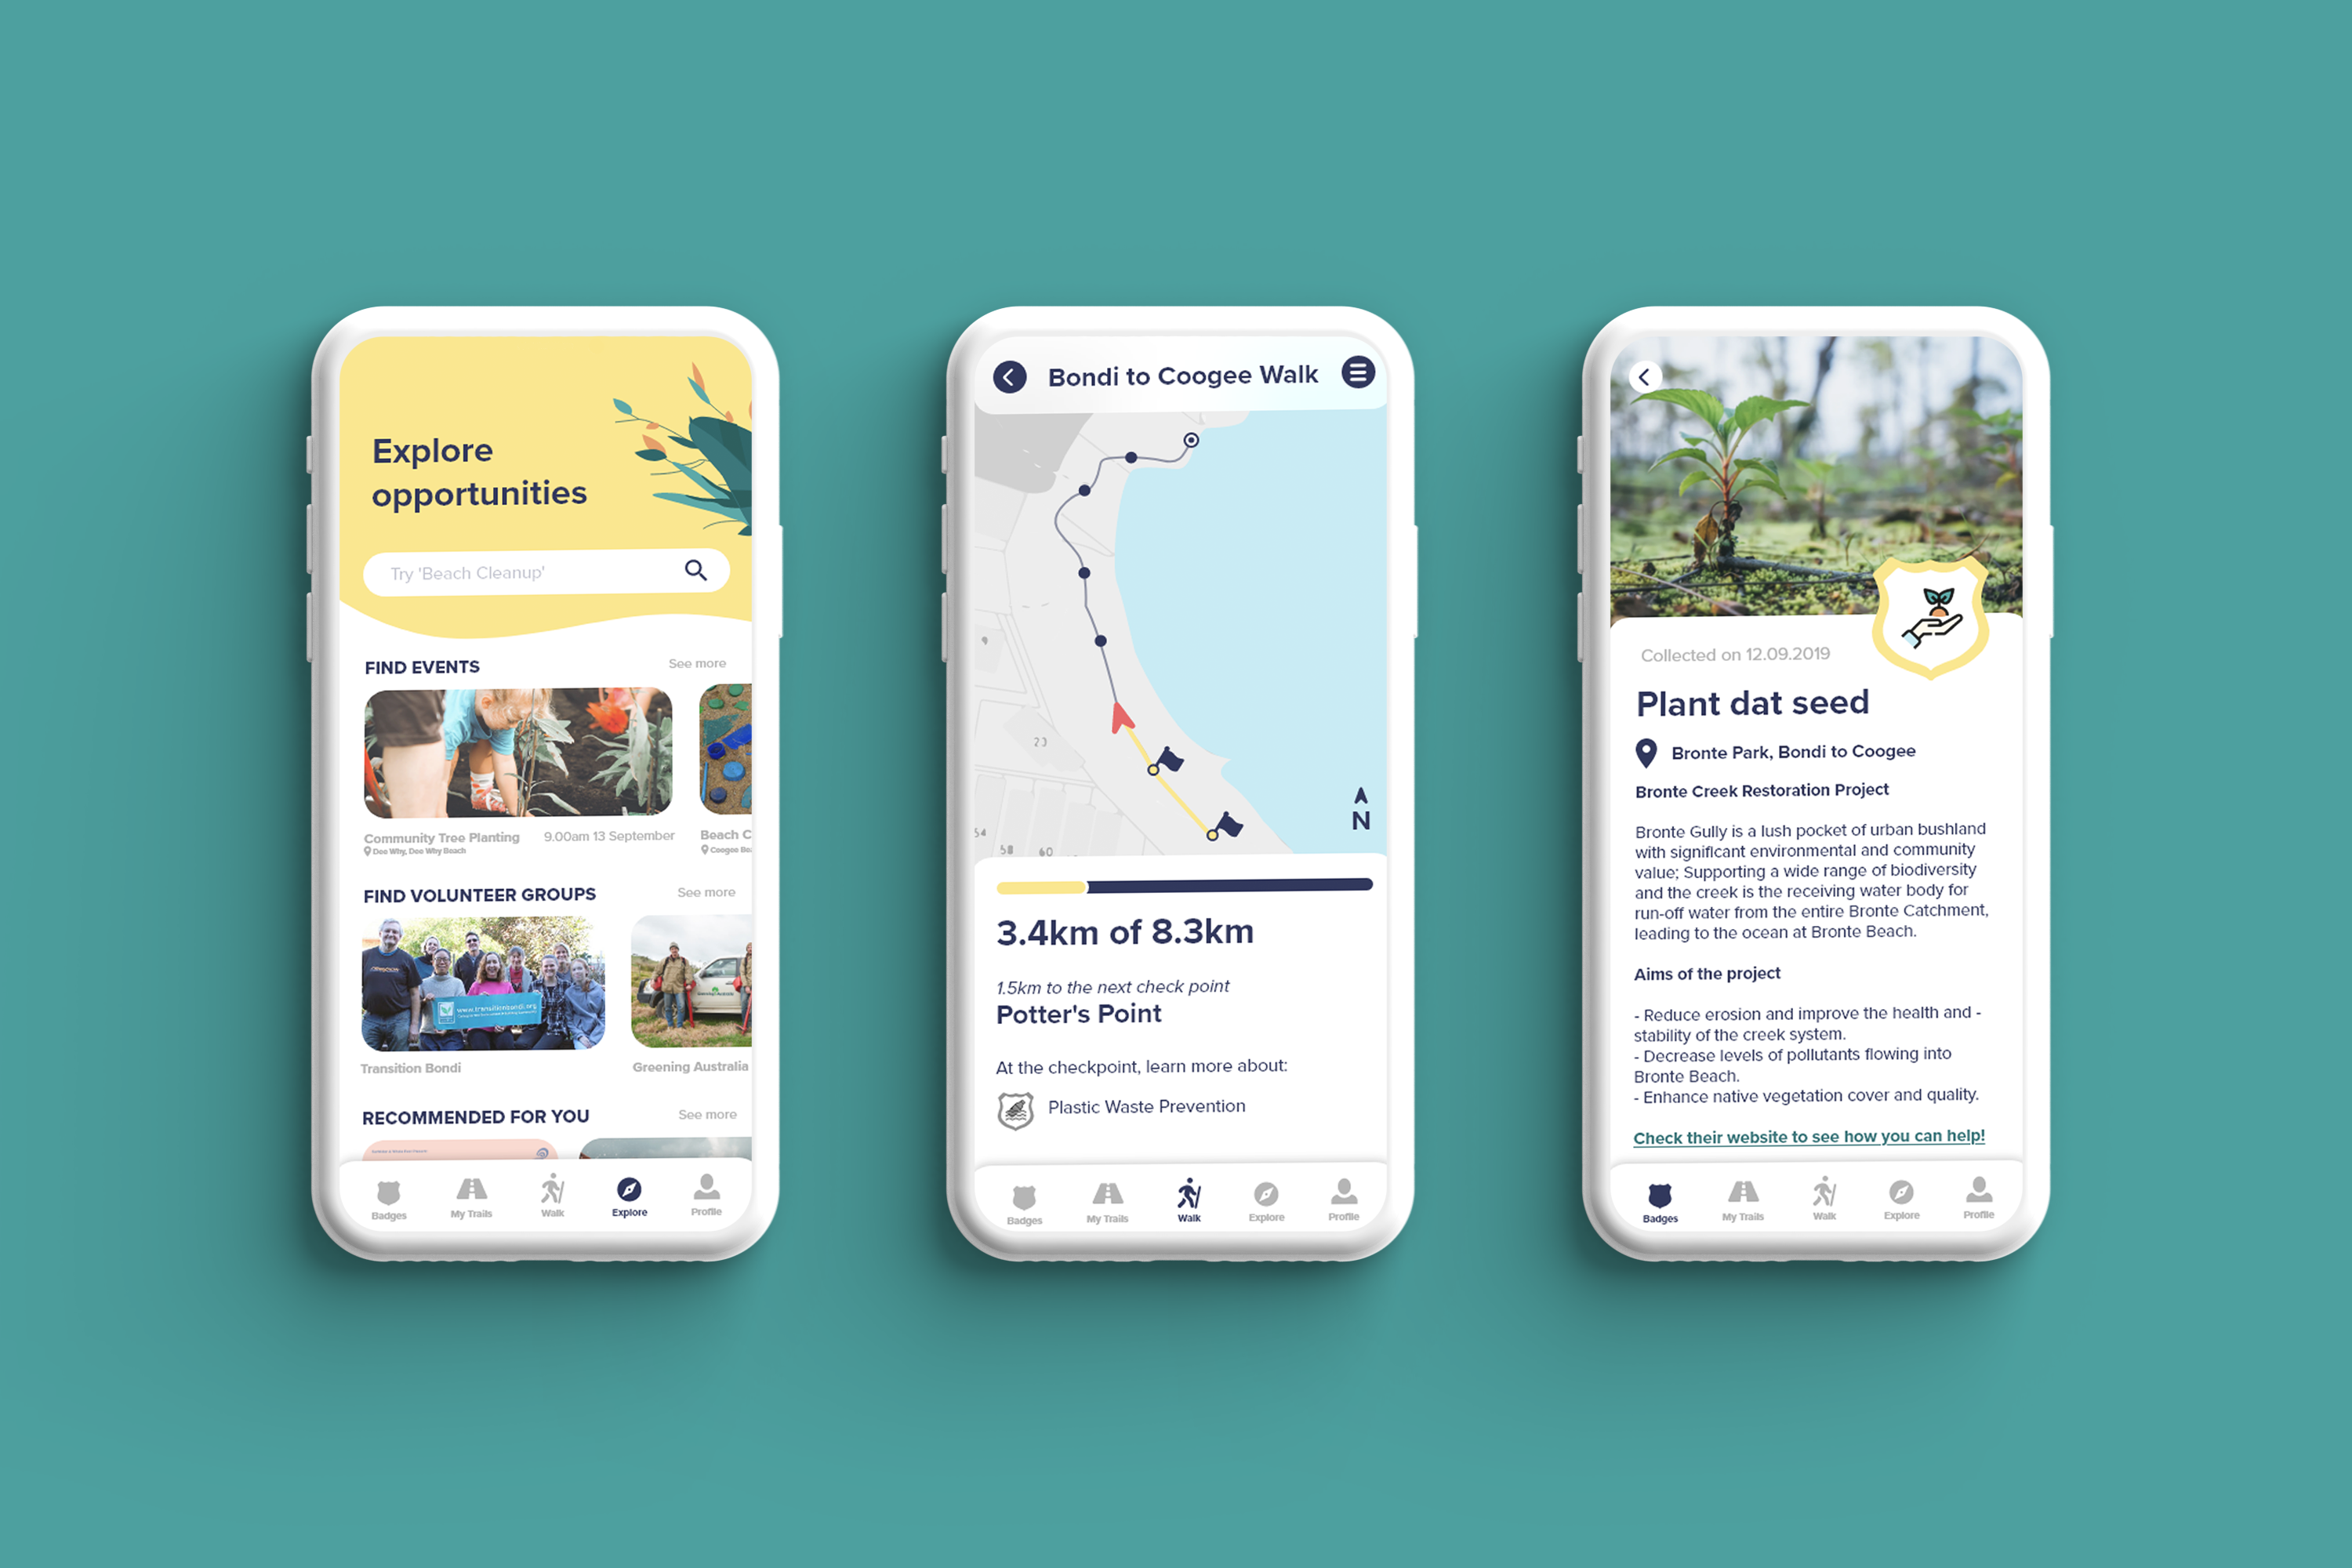 Explore
opportunities
Try 'Beach Cleanup'
FIND EVENTS
See more
Community Tree Planting
9.00am 13 September
Dee Why, Dee Why Beach
Beach C
Coogee Bea
FIND VOLUNTEER GROUPS
See more
www.transitionbondi.org
Transition Bondi
Greening Australia
RECOMMENDED FOR YOU
See more
Badges
My Trails
Walk
Explore
Profile
Bondi to Coogee Walk
9
23
54
58
60
N
3.4km of 8.3km
1.5km to the next check point
Potter's Point
At the checkpoint, learn more about:
Plastic Waste Prevention
Badges
My Trails
Walk
Explore
Profile
Collected on 12.09.2019
Plant dat seed
Bronte Park, Bondi to Coogee
Bronte Creek Restoration Project
Bronte Gully is a lush pocket of urban bushland
with significant environmental and community
value; Supporting a wide range of biodiversity
and the creek is the receiving water body for
run-off water from the entire Bronte Catchment,
leading to the ocean at Bronte Beach.
Aims of the project
- Reduce erosion and improve the health and -
stability of the creek system.
- Decrease levels of pollutants flowing into
Bronte Beach.
- Enhance native vegetation cover and quality.
Check their website to see how you can help!
Badges
My Trails
Walk
Explore
Profile